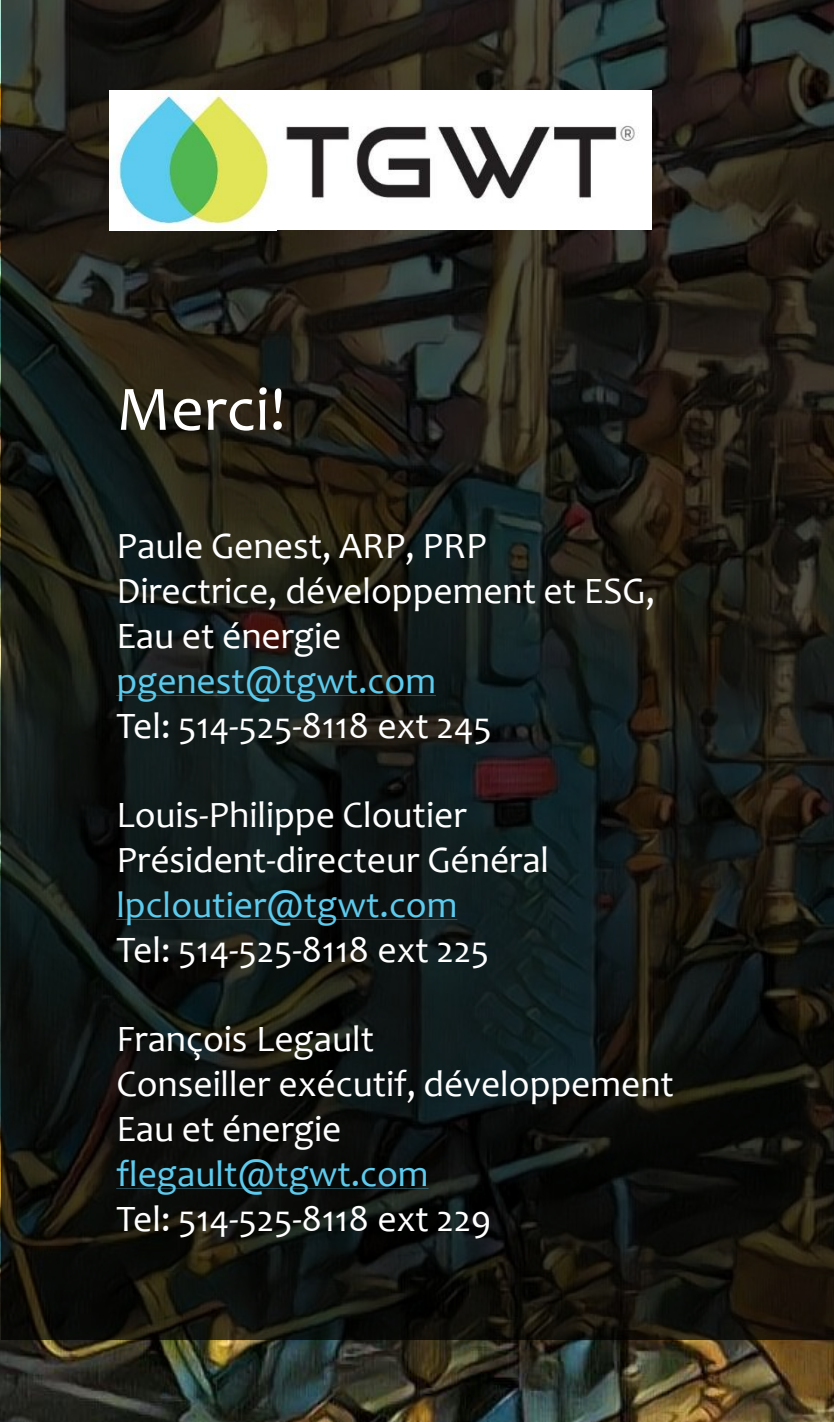 TGWT®
Merci!
Paule Genest, ARP, PRP
Directrice, développement et ESG,
Eau et énergie
pgenest@tgwt.com
Tel: 514-525-8118 ext 245
Louis-Philippe Cloutier
Président-directeur Général
lpcloutier@tgwt.com
Tel: 514-525-8118 ext 225
François Legault
Conseiller exécutif, développement
Eau et énergie
flegault@tgwt.com
Tel: 514-525-8118 ext 229